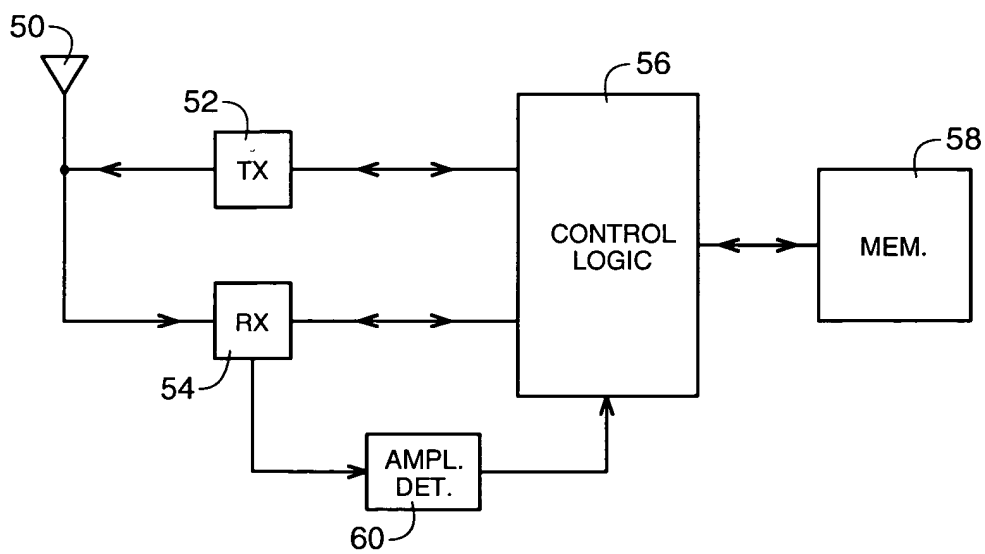 50
52
TX
56
58
CONTROL
LOGIC
MEM.
RX
54
AMPL.
DET.
60